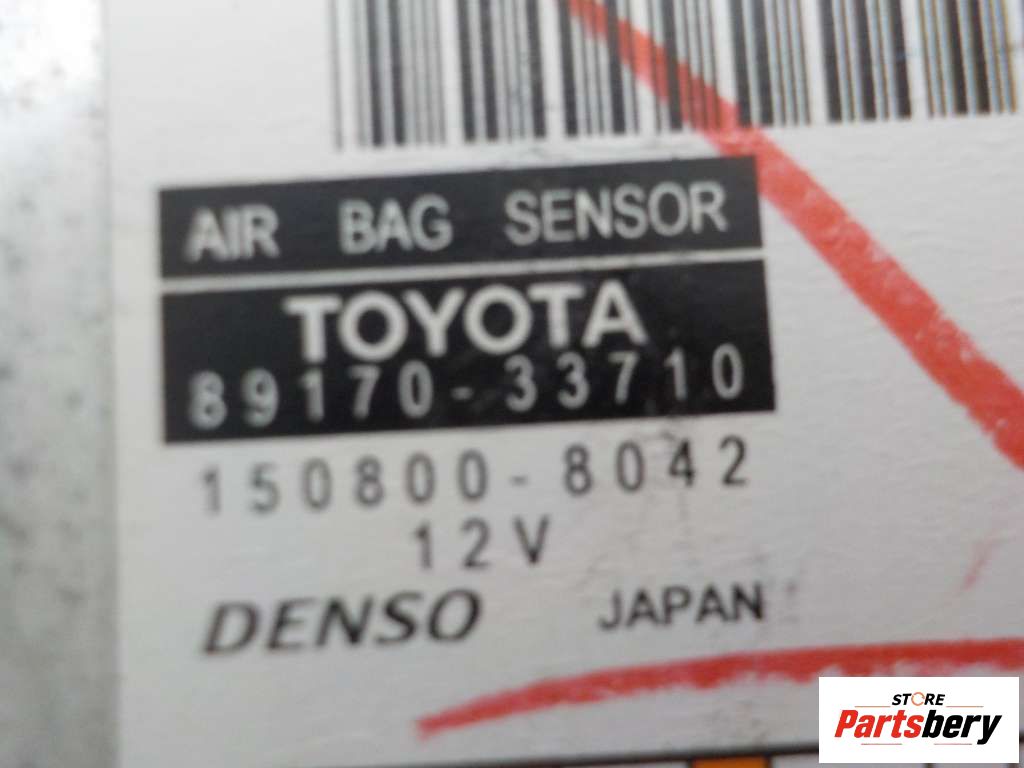 AIR BAG SENSOR
TOYOTA
89170-33710
150800-8042
12V
DENSO JAPAN
STORE
Partsbery